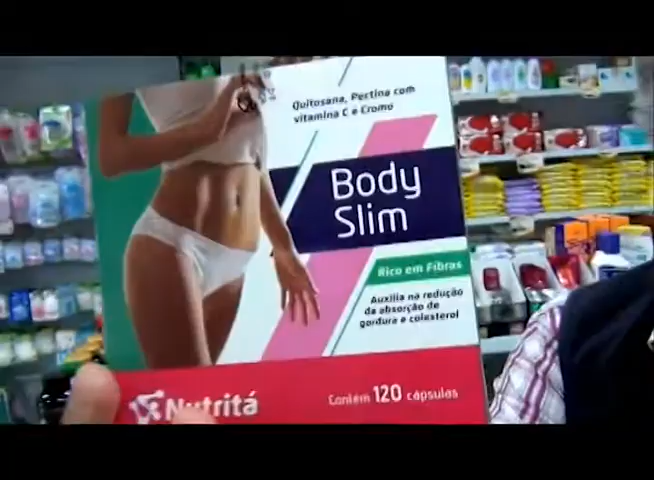 Quitosana, Pectina com
vitamina C e Cromo
Body
Slim
Rico em Fibras
Auxilia na redução
da absorção de
gordura e colesterol
Nutritá
Contém 120 cápsulas